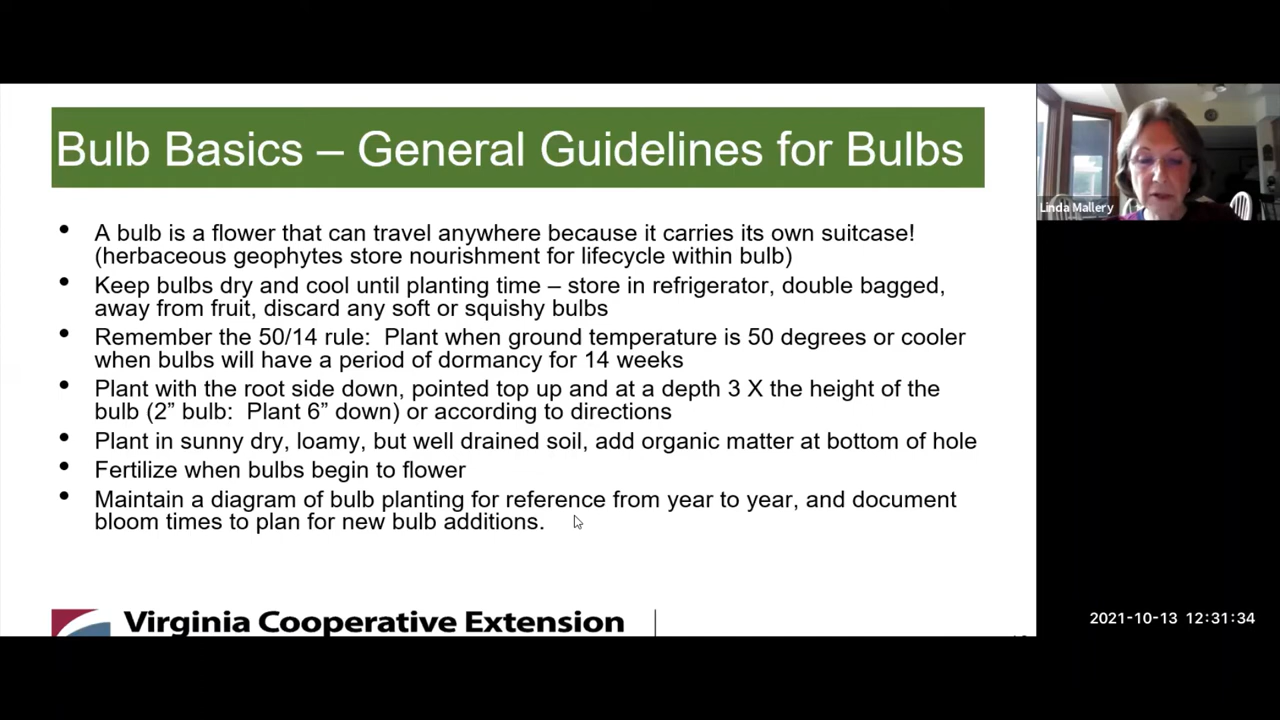 Bulb Basics – General Guidelines for Bulbs
Linda Mallery
• A bulb is a flower that can travel anywhere because it carries its own suitcase!
(herbaceous geophytes store nourishment for lifecycle within bulb)
• Keep bulbs dry and cool until planting time – store in refrigerator, double bagged,
away from fruit, discard any soft or squishy bulbs
• Remember the 50/14 rule:  Plant when ground temperature is 50 degrees or cooler
when bulbs will have a period of dormancy for 14 weeks
• Plant with the root side down, pointed top up and at a depth 3 X the height of the
bulb (2” bulb:  Plant 6” down) or according to directions
• Plant in sunny dry, loamy, but well drained soil, add organic matter at bottom of hole
• Fertilize when bulbs begin to flower
• Maintain a diagram of bulb planting for reference from year to year, and document
bloom times to plan for new bulb additions.
Virginia Cooperative Extension
2021-10-13 12:31:34